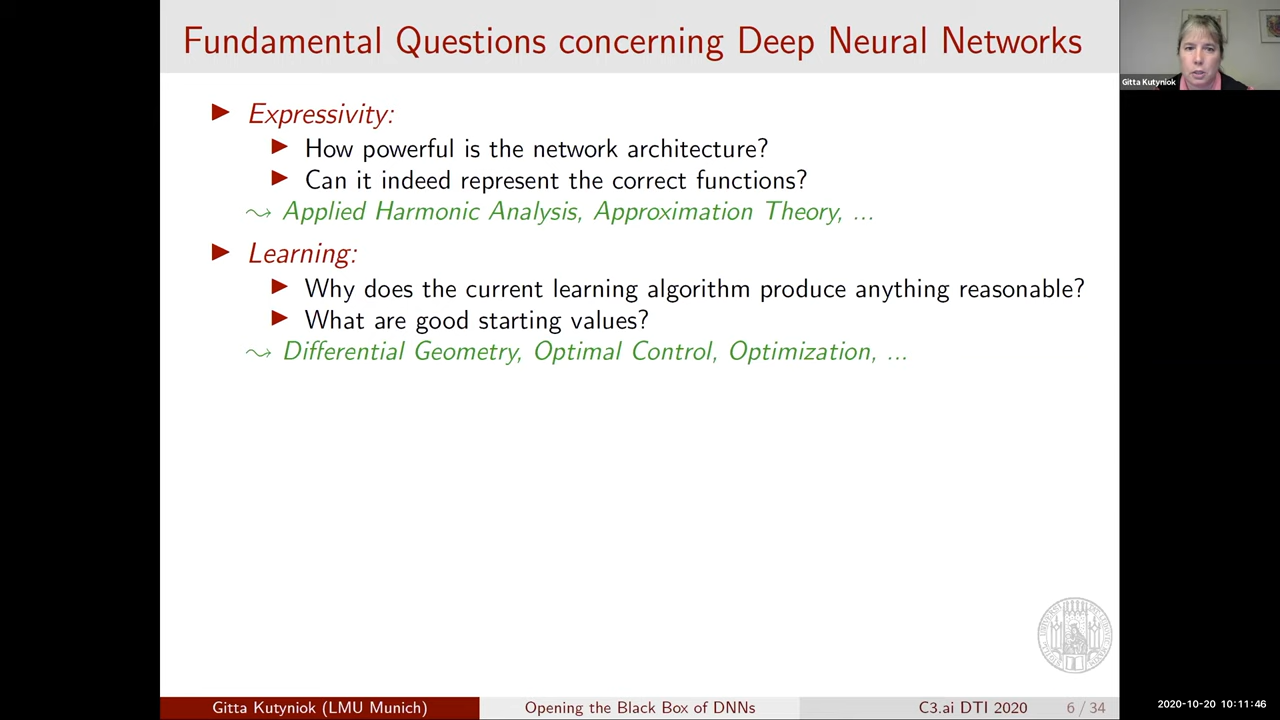 Fundamental Questions concerning Deep Neural Networks
Gitta Kutyniok
Expressivity:
How powerful is the network architecture?
Can it indeed represent the correct functions?
⇝ Applied Harmonic Analysis, Approximation Theory, ...
Learning:
Why does the current learning algorithm produce anything reasonable?
What are good starting values?
⇝ Differential Geometry, Optimal Control, Optimization, ...
Gitta Kutyniok (LMU Munich)
Opening the Black Box of DNNs
C3.ai DTI 2020
6 / 34
2020-10-20 10:11:46